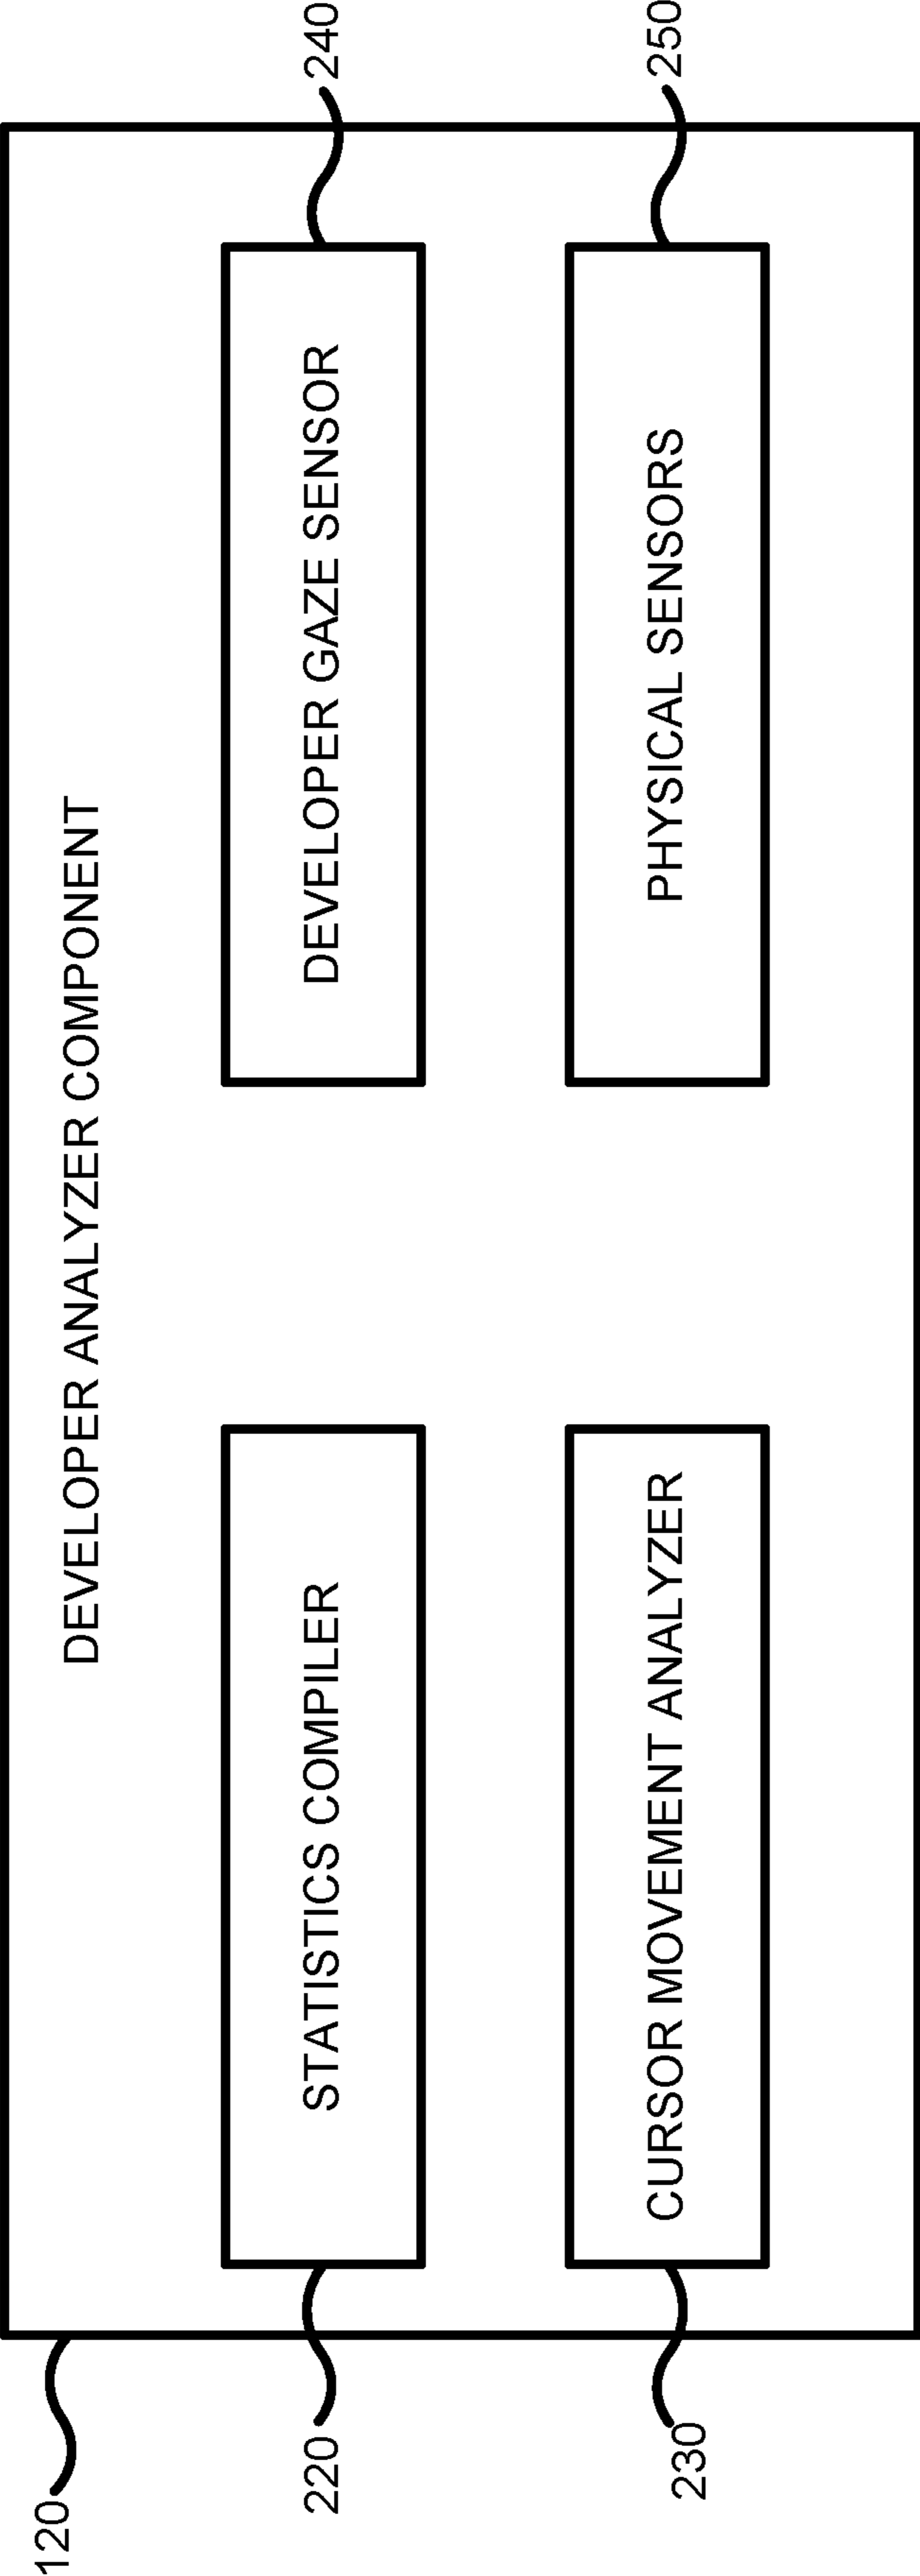 120
DEVELOPER ANALYZER COMPONENT
220
STATISTICS COMPILER
DEVELOPER GAZE SENSOR
240
230
CURSOR MOVEMENT ANALYZER
PHYSICAL SENSORS
250